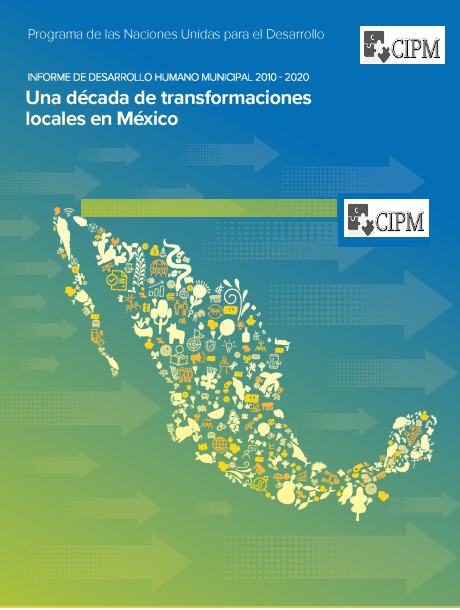 Programa de las Naciones Unidas para el Desarrollo
CIPM
INFORME DE DESARROLLO HUMANO MUNICIPAL 2010 - 2020
Una década de transformaciones
locales en México
CIPM